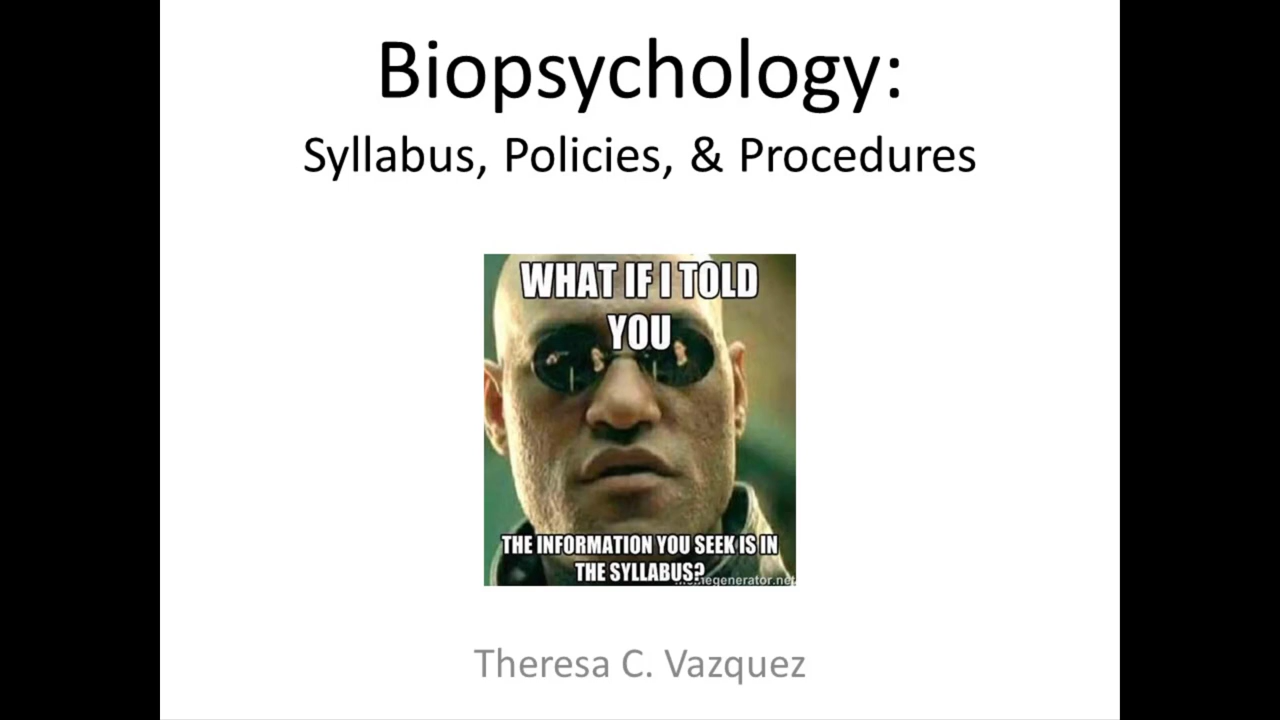 Biopsychology:
Syllabus, Policies, & Procedures
WHAT IF I TOLD
YOU
THE INFORMATION YOU SEEK IS IN
THE SYLLABUS?
Theresa C. Vazquez